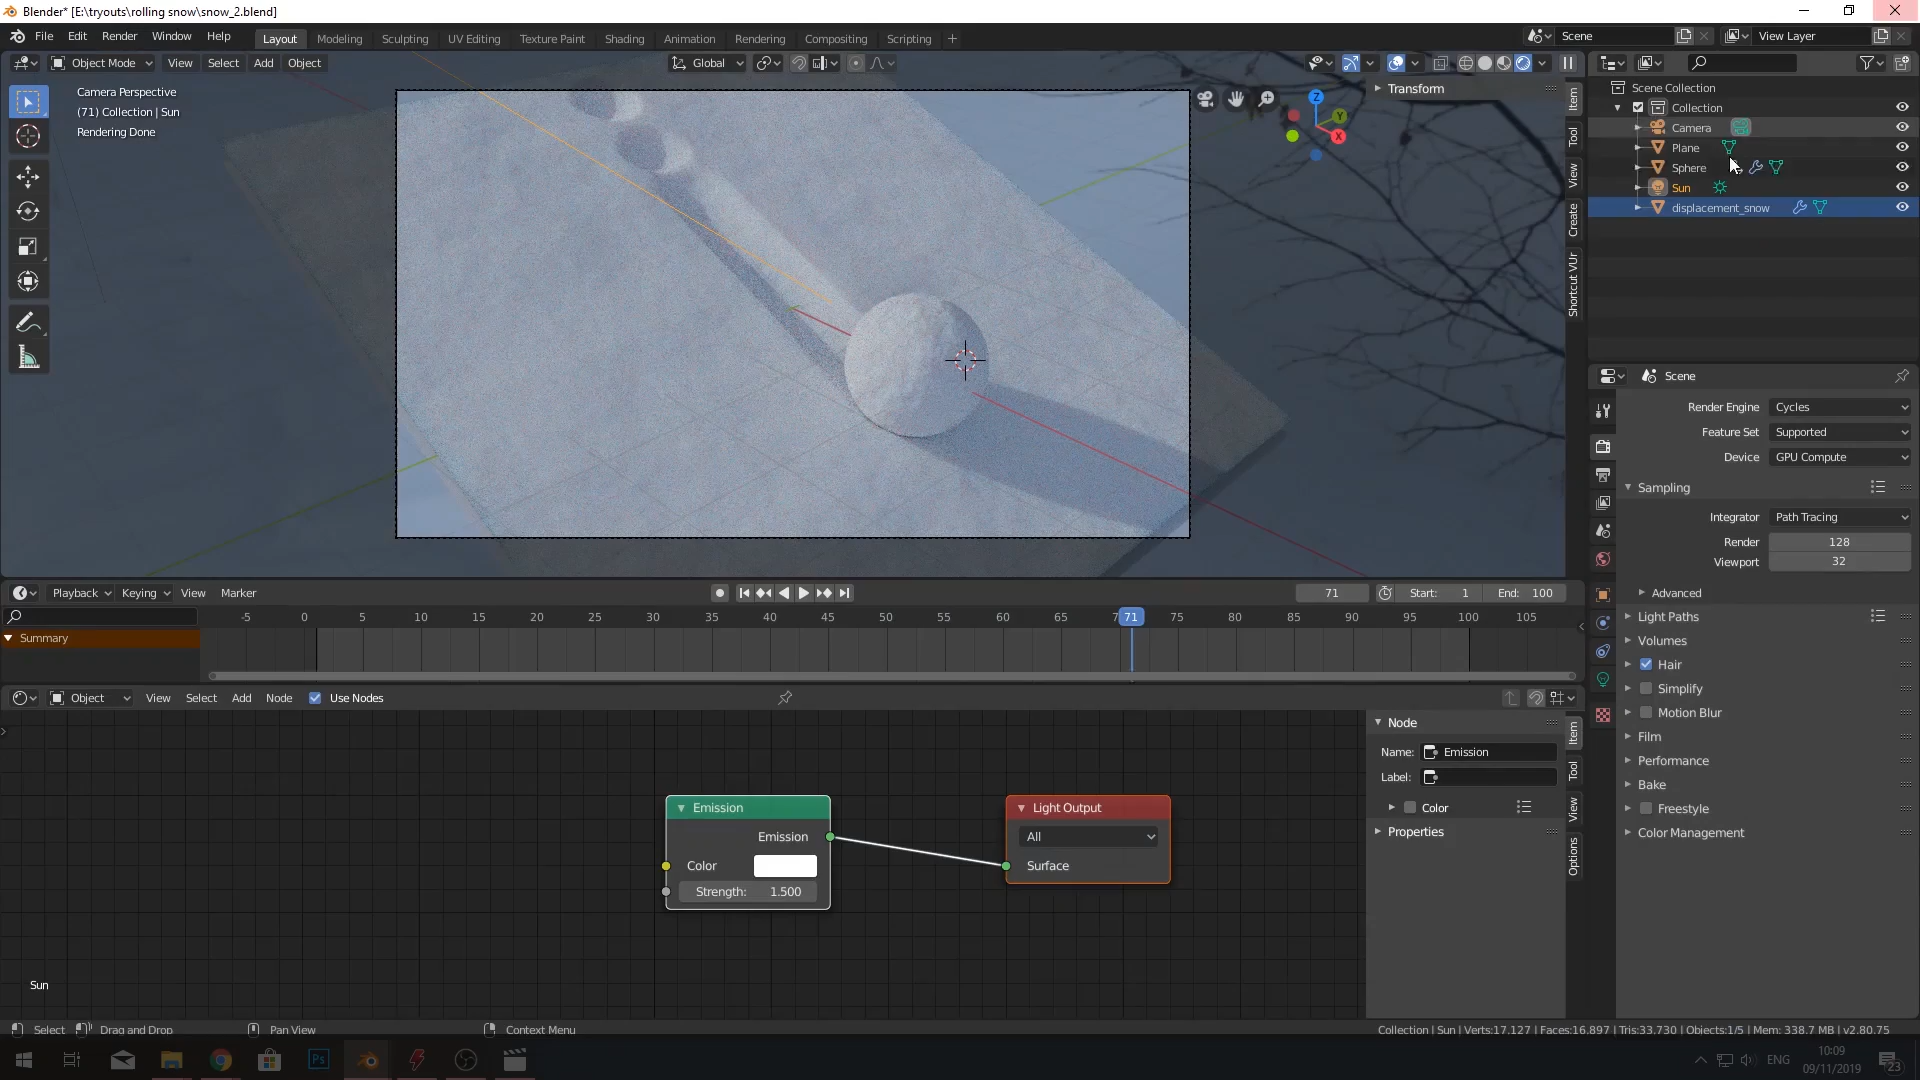 Blender* [E:\tryouts\rolling snow\snow_2.blend]
File Edit Render Window Help
Layout Modeling Sculpting UV Editing Texture Paint Shading Animation Rendering Compositing Scripting +
Scene
View Layer
Object Mode View Select Add Object
Global
Camera Perspective
(71) Collection | Sun
Rendering Done
Z
Y
X
Transform
Item
Tool
View
Create
Shortcut VUr
Scene Collection
Collection
Camera
Plane
Sphere
Sun
displacement_snow
Scene
Render Engine Cycles
Feature Set Supported
Device GPU Compute
Sampling
Integrator Path Tracing
Render 128
Viewport 32
Advanced
Light Paths
Volumes
Hair
Simplify
Motion Blur
Film
Performance
Bake
Freestyle
Color Management
Playback Keying View Marker
71 Start: 1 End: 100
-5 0 5 10 15 20 25 30 35 40 45 50 55 60 65 7 71 75 80 85 90 95 100 105
Summary
Object View Select Add Node Use Nodes
Emission
Emission
Color
Strength: 1.500
Light Output
All
Surface
Node
Name: Emission
Label:
Color
Properties
Item
Tool
View
Options
Sun
Select Drag and Drop Pan View Context Menu
Collection | Sun | Verts:17,127 | Faces:16,897 | Tris:33,730 | Objects:1/5 | Mem: 338.7 MB | v2.80.75
Ps
ENG
10:09
09/11/2019
23